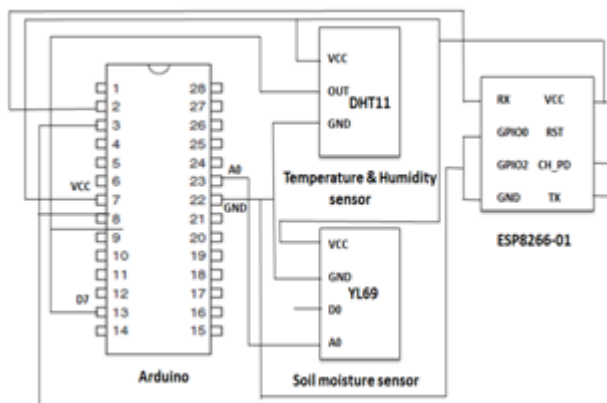 1 28
2 27
3 26
4 25
5 24
6 23
7 22
8 21
9 20
10 19
11 18
12 17
13 16
14 15
VCC
D7
A0
GND
Arduino
VCC
OUT
DHT11
GND
Temperature & Humidity
sensor
VCC
GND
YL69
D0
A0
Soil moisture sensor
RX VCC
GPIO0 RST
GPIO2 CH_PD
GND TX
ESP8266-01